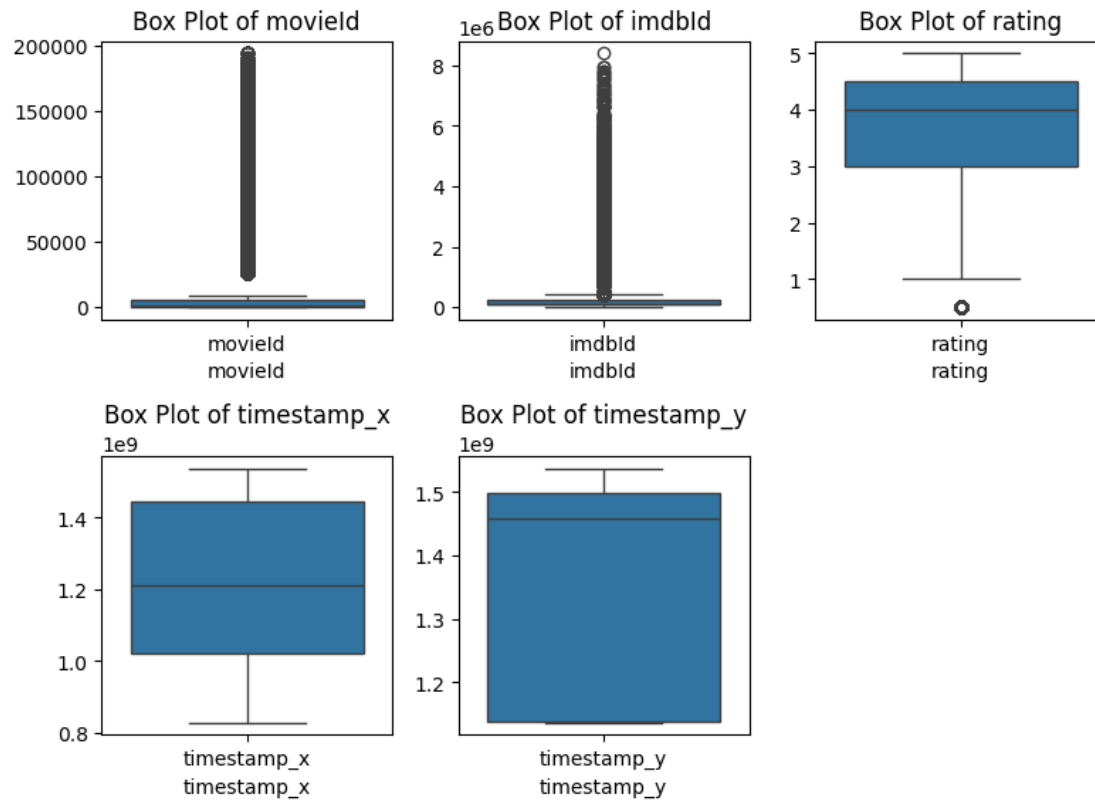 Box Plot of movieId
200000
150000
100000
50000
0
movieId
movieId
Box Plot of imdbId
1e6
8
6
4
2
0
imdbId
imdbId
Box Plot of rating
5
4
3
2
1
rating
rating
Box Plot of timestamp_x
1e9
1.4
1.2
1.0
0.8
timestamp_x
timestamp_x
Box Plot of timestamp_y
1e9
1.5
1.4
1.3
1.2
timestamp_y
timestamp_y